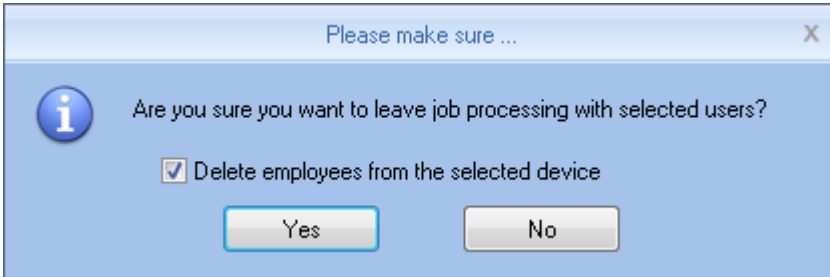 Please make sure ...
X
Are you sure you want to leave job processing with selected users?
Delete employees from the selected device
Yes
No